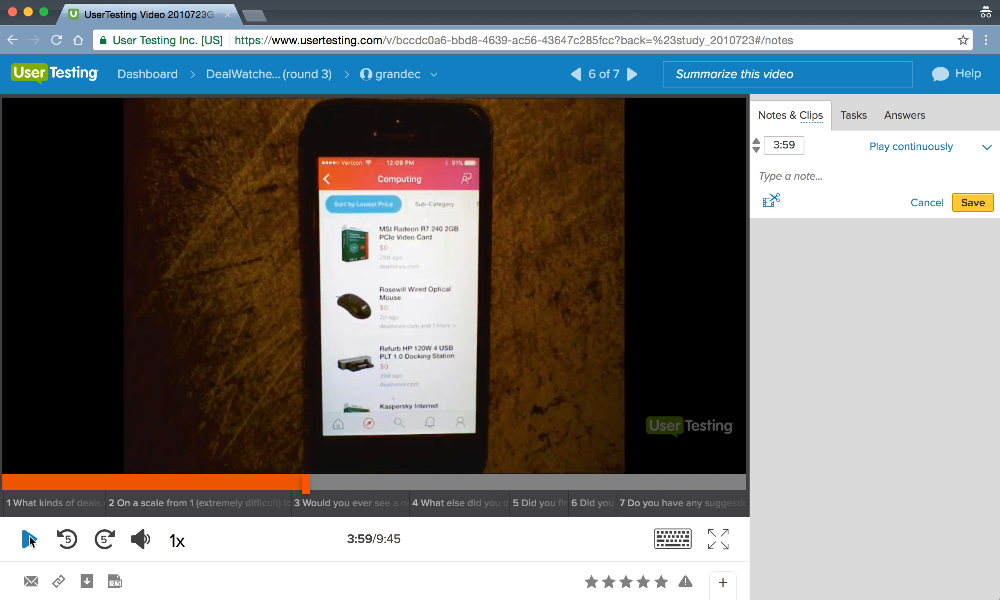 UserTesting Video 2010723G -
User Testing Inc. [US] https://www.usertesting.com/v/bccdc0a6-bbd8-4639-ac56-43647c285fcc?back=%23study_2010723#/notes
UserTesting Dashboard > DealWatche... (round 3) > grandec 6 of 7 Summarize this video Help
Notes & Clips Tasks Answers
3:59 Play continuously
Type a note...
Cancel Save
Verizon 12:09 PM 91%
Computing
Sort by Lowest Price Sub-Category S
MSI Radeon R7 240 2GB
PCIe Video Card
$0
25d ago
dealnews.com
Rosewill Wired Optical
Mouse
$0
2d ago
dealnews.com and 1 more >
Refurb HP 120W 4 USB
PLT 1.0 Docking Station
$0
29d ago
dealnews.com
Kaspersky Internet
UserTesting
1 What kinds of deals 2 On a scale from 1 (extremely difficult) to 3 Would you ever see a ne 4 What else did you d 5 Did you fin 6 Did you 7 Do you have any suggestic
5 5 1x 3:59/9:45
XLS +